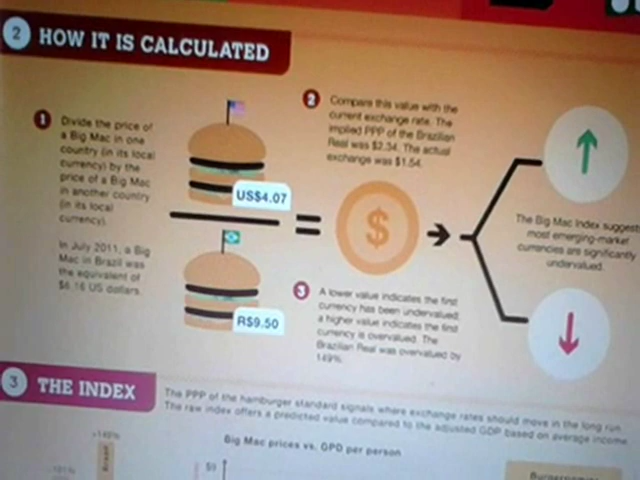 2 HOW IT IS CALCULATED
1 Divide the price of
a Big Mac in one
country (in its local
currency) by the
price of a Big Mac
in another country
(in its local
currency).
In July 2011, a Big
Mac in Brazil was
the equivalent of
$6.16 US dollars.
US$4.07
R$9.50
=
$
2 Compare this value with the
current exchange rate. The
implied PPP of the Brazilian
Real was $2.34. The actual
exchange was $1.54.
3 A lower value indicates the first
currency has been undervalued;
a higher value indicates the first
currency is overvalued. The
Brazilian Real was overvalued by
149%.
The Big Mac Index suggests
most emerging-market
currencies are significantly
undervalued.
3 THE INDEX
The PPP of the hamburger standard signals where exchange rates should move in the long run.
The raw index offers a predicted value compared to the adjusted GDP based on average income.
Big Mac prices vs. GPD per person
+149%
Brazil
$9